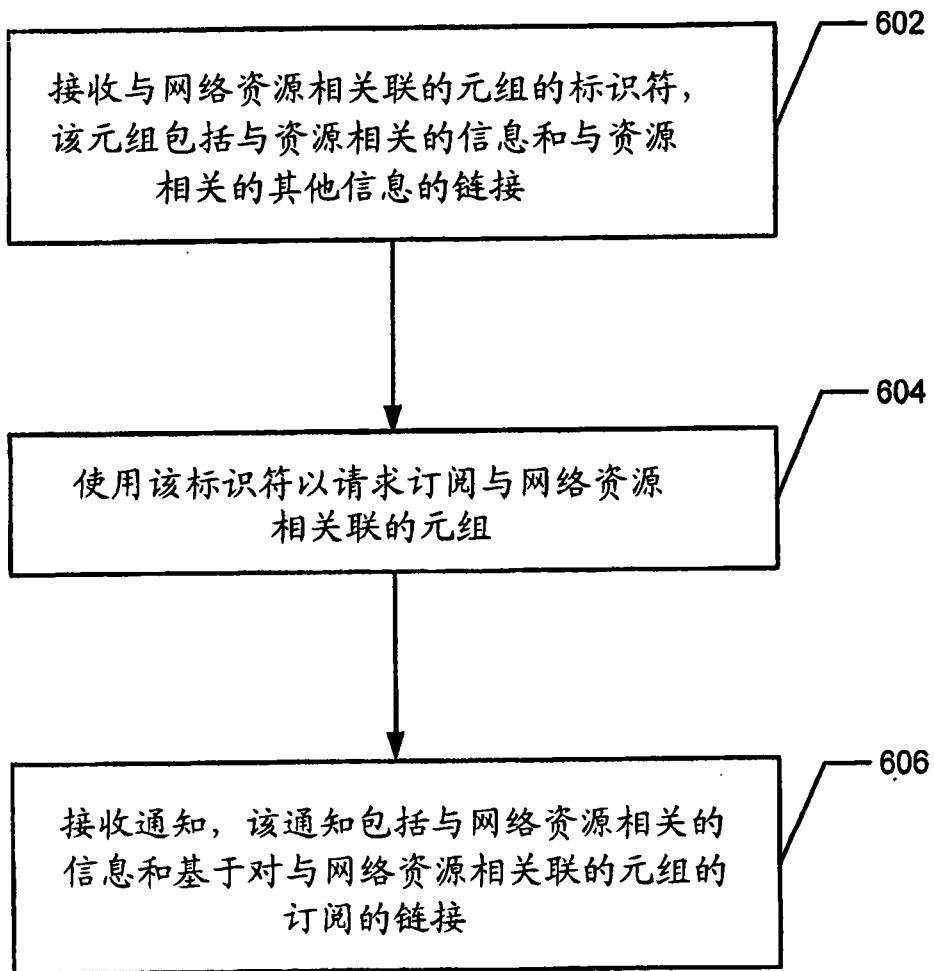 602
接收与网络资源相关联的元组的标识符，
该元组包括与资源相关的信息和与资源
相关的其他信息的链接
604
使用该标识符以请求订阅与网络资源
相关联的元组
606
接收通知，该通知包括与网络资源相关的
信息和基于对与网络资源相关联的元组的
订阅的链接